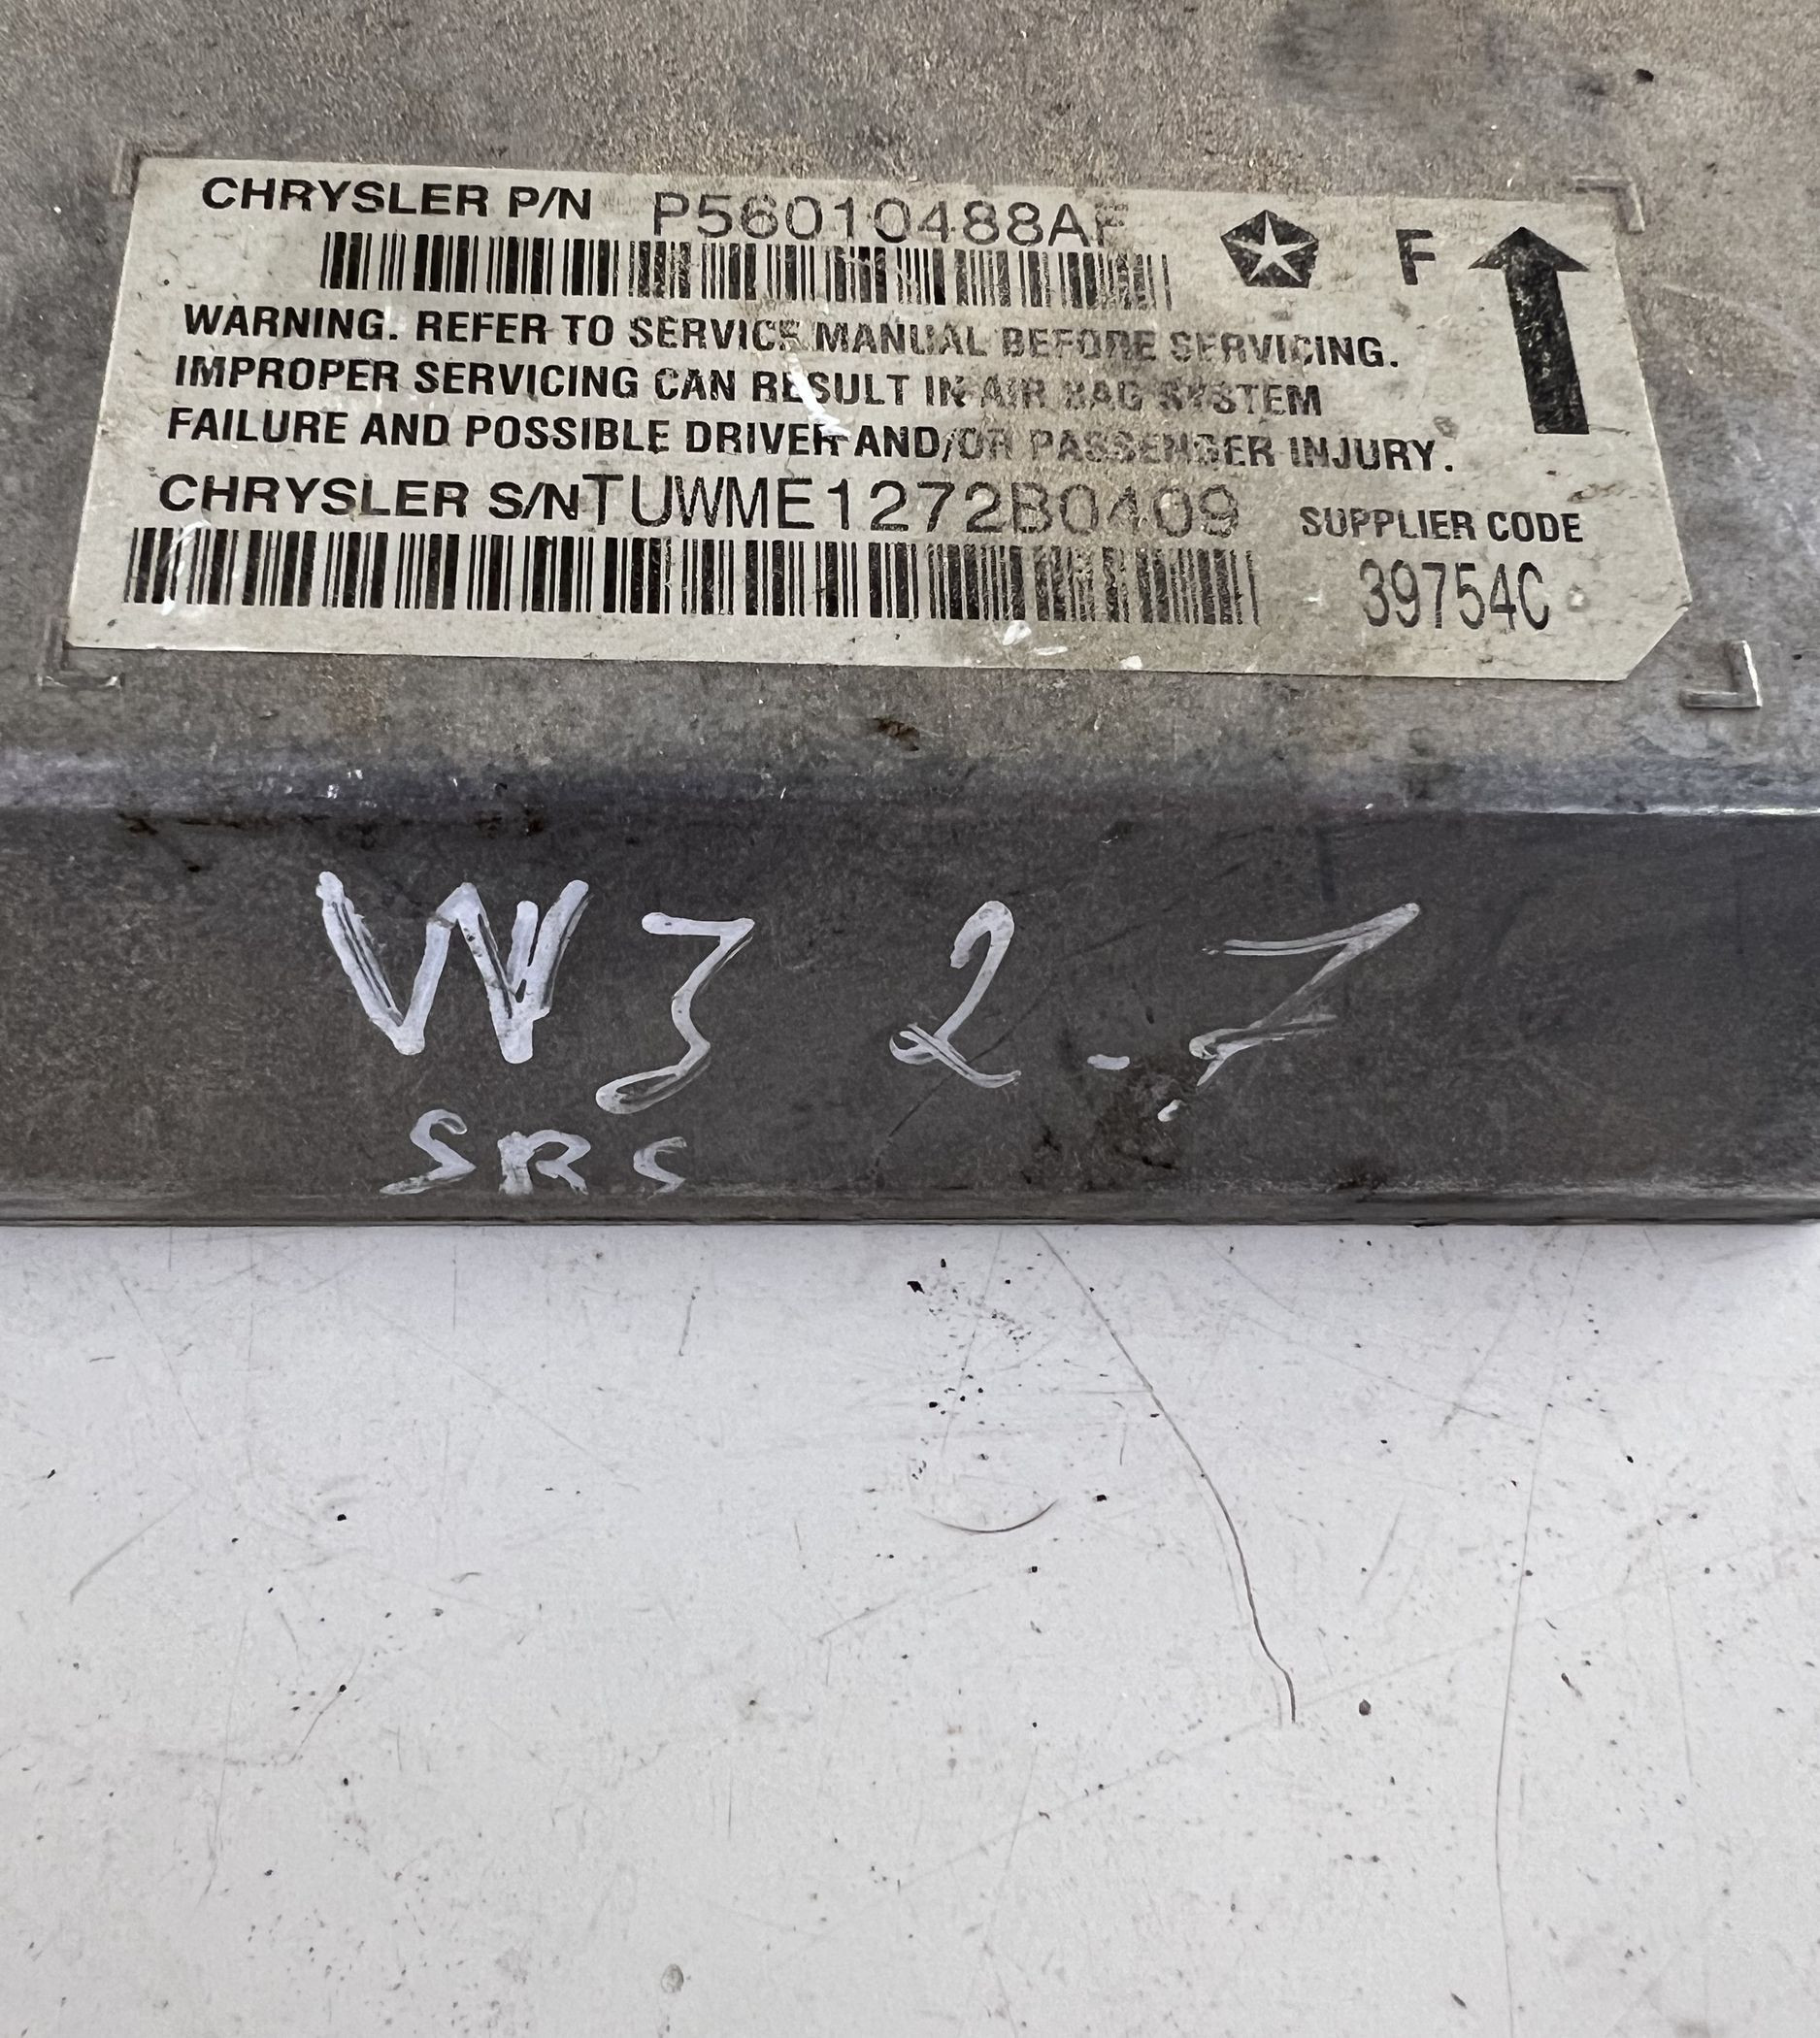 CHRYSLER P/N P56010488AF
F
WARNING. REFER TO SERVICE MANUAL BEFORE SERVICING.
IMPROPER SERVICING CAN RESULT IN AIR BAG SYSTEM
FAILURE AND POSSIBLE DRIVER AND/OR PASSENGER INJURY.
CHRYSLER S/N TUWME1272B0409
SUPPLIER CODE
39754C
WJ 2-7
SRS